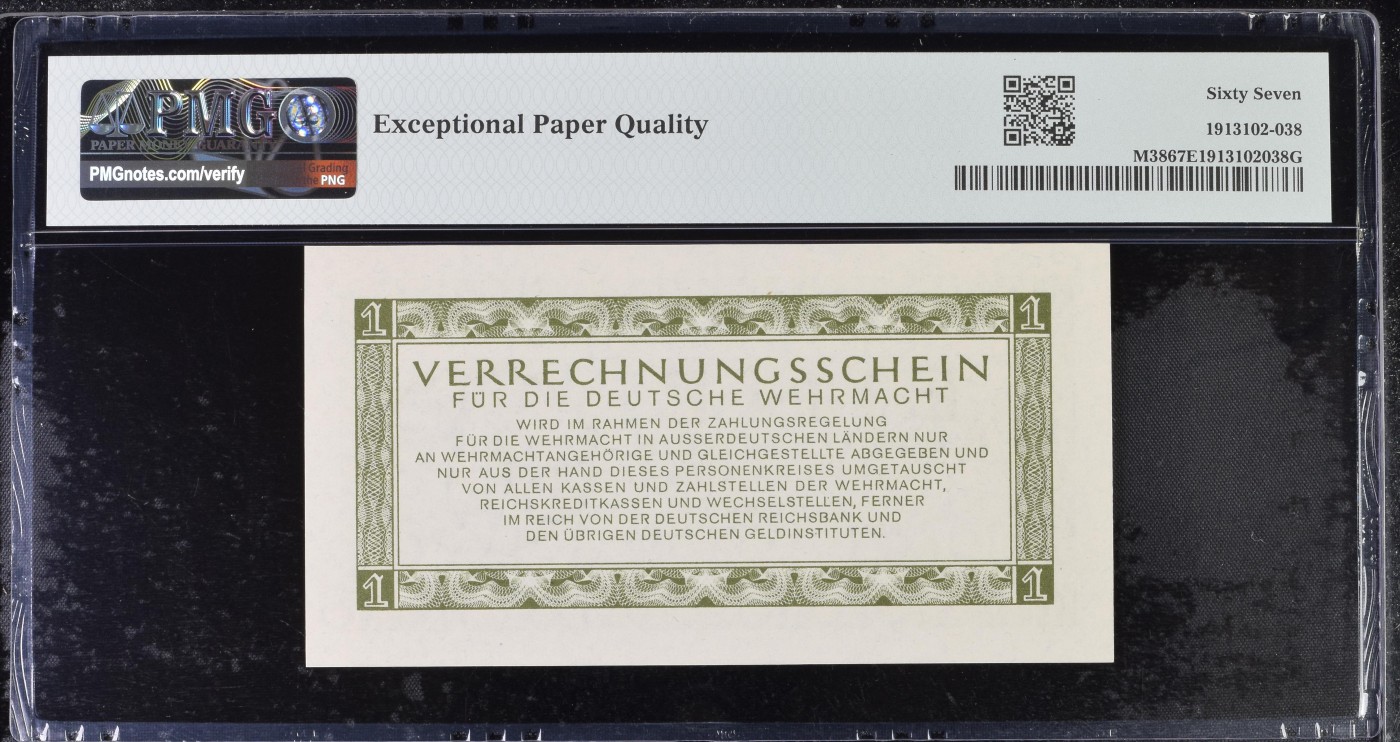 PMG
PAPER MONEY GUARANTY
PMGnotes.com/verify
Grading
the PNG
Exceptional Paper Quality
Sixty Seven
1913102-038
M3867E1913102038G
1
1
VERRECHNUNGSSCHEIN
FÜR DIE DEUTSCHE WEHRMACHT
WIRD IM RAHMEN DER ZAHLUNGSREGELUNG
FÜR DIE WEHRMACHT IN AUSSERDEUTSCHEN LÄNDERN NUR
AN WEHRMACHTANGEHÖRIGE UND GLEICHGESTELLTE ABGEGEBEN UND
NUR AUS DER HAND DIESES PERSONENKREISES UMGETAUSCHT
VON ALLEN KASSEN UND ZAHLSTELLEN DER WEHRMACHT,
REICHSKREDITKASSEN UND WECHSELSTELLEN, FERNER
IM REICH VON DER DEUTSCHEN REICHSBANK UND
DEN ÜBRIGEN DEUTSCHEN GELDINSTITUTEN.
1
1